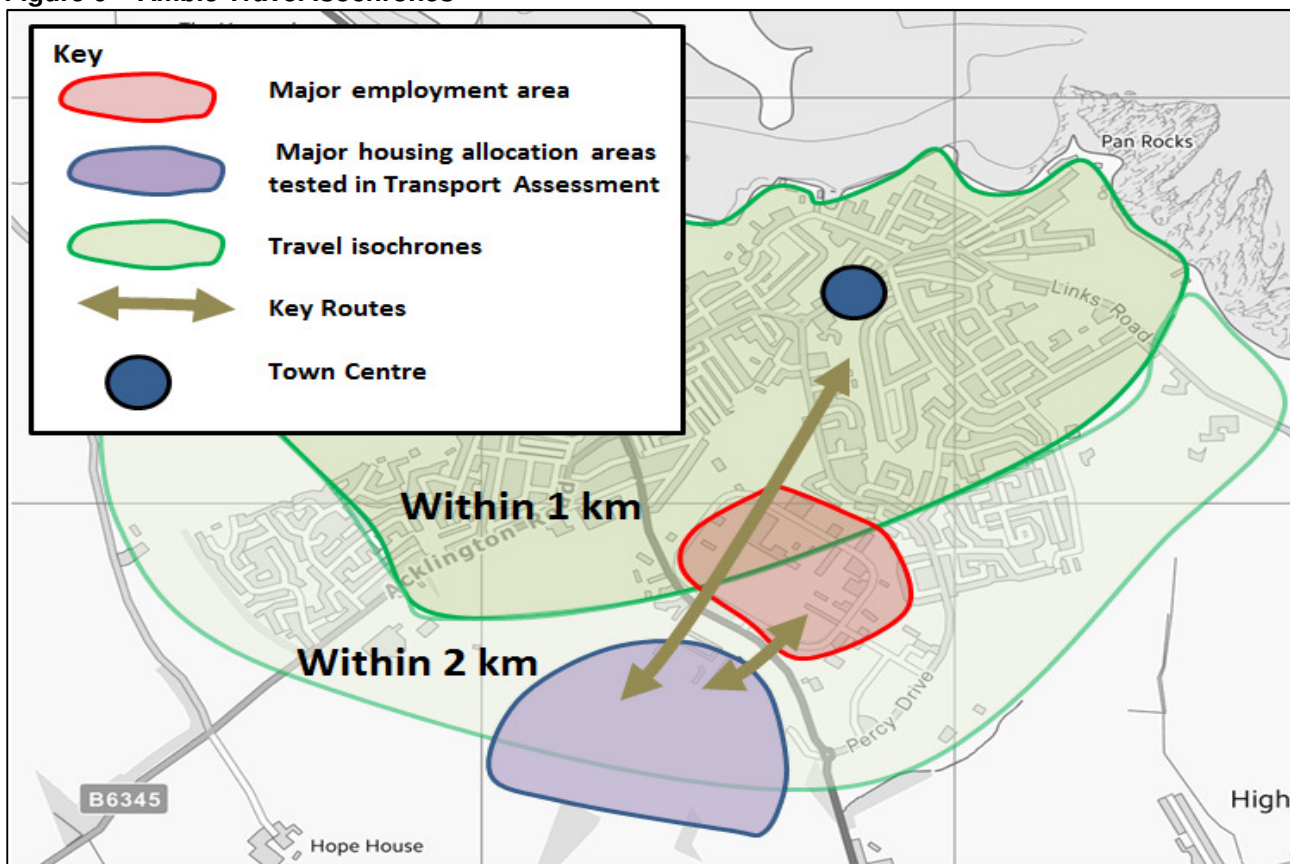 Key
Major employment area
Major housing allocation areas
tested in Transport Assessment
Travel isochrones
Key Routes
Town Centre
Pan Rocks
Links Road
Within 1 km
Acklington Road
Within 2 km
Percy Drive
B6345
High
Hope House